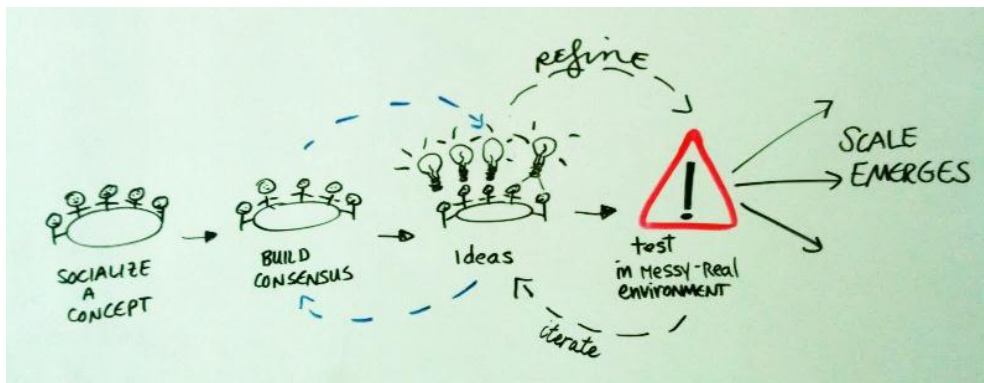 SOCIALIZE
A
CONCEPT
BUILD
CONSENSUS
Ideas
REFINE
test
in Messy-Real
environment
iterate
SCALE
EMERGES